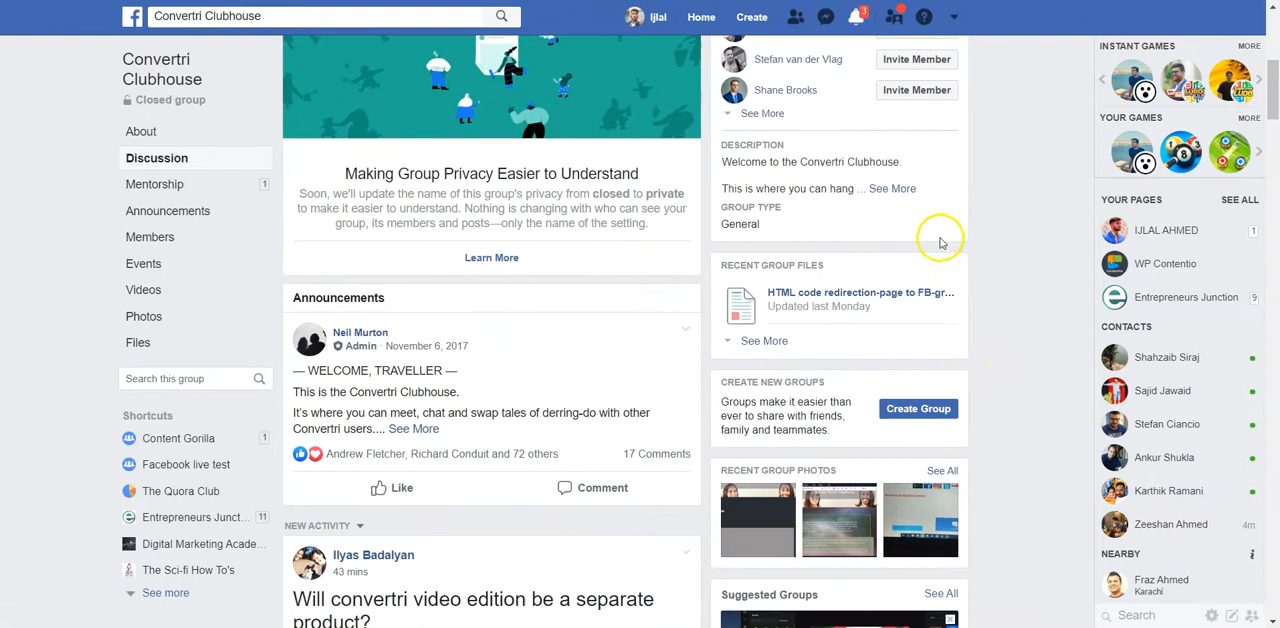 Convertri Clubhouse
Ijlal
Home
Create
3
Convertri
Clubhouse
Closed group
About
Discussion
Mentorship
1
Announcements
Members
Events
Videos
Photos
Files
Search this group
Shortcuts
Content Gorilla
1
Facebook live test
The Quora Club
Entrepreneurs Junct...
11
Digital Marketing Acade...
The Sci-fi How To's
See more
Making Group Privacy Easier to Understand
Soon, we'll update the name of this group's privacy from closed to private
to make it easier to understand. Nothing is changing with who can see your
group, its members and posts—only the name of the setting.
Learn More
Announcements
Neil Murton
Admin · November 6, 2017
— WELCOME, TRAVELLER —
This is the Convertri Clubhouse.
It's where you can meet, chat and swap tales of derring-do with other
Convertri users.... See More
Andrew Fletcher, Richard Conduit and 72 others
17 Comments
Like
Comment
NEW ACTIVITY
Ilyas Badalyan
43 mins
Will convertri video edition be a separate
product?
Stefan van der Vlag
Invite Member
Shane Brooks
Invite Member
See More
DESCRIPTION
Welcome to the Convertri Clubhouse.
This is where you can hang ... See More
GROUP TYPE
General
RECENT GROUP FILES
HTML code redirection-page to FB-gr...
Updated last Monday
See More
CREATE NEW GROUPS
Groups make it easier than
ever to share with friends,
family and teammates.
Create Group
RECENT GROUP PHOTOS
See All
Suggested Groups
See All
INSTANT GAMES
MORE
YOUR GAMES
MORE
YOUR PAGES
SEE ALL
IJLAL AHMED
1
WP Contentio
Entrepreneurs Junction
9
CONTACTS
Shahzaib Siraj
Sajid Jawaid
Stefan Ciancio
Ankur Shukla
Karthik Ramani
Zeeshan Ahmed
4m
NEARBY
Fraz Ahmed
Karachi
Search